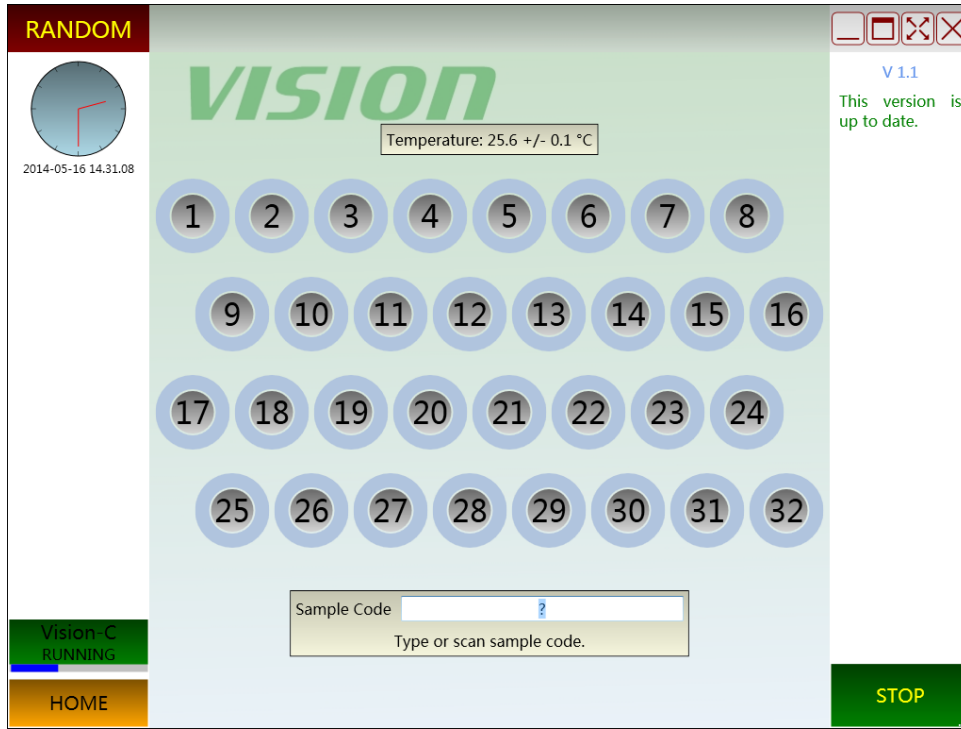 RANDOM
2014-05-16 14.31.08
VISION
Temperature: 25.6 +/- 0.1 °C
V 1.1
This version is
up to date.
1 2 3 4 5 6 7 8
9 10 11 12 13 14 15 16
17 18 19 20 21 22 23 24
25 26 27 28 29 30 31 32
Sample Code ?
Type or scan sample code.
Vision-C
RUNNING
HOME
STOP